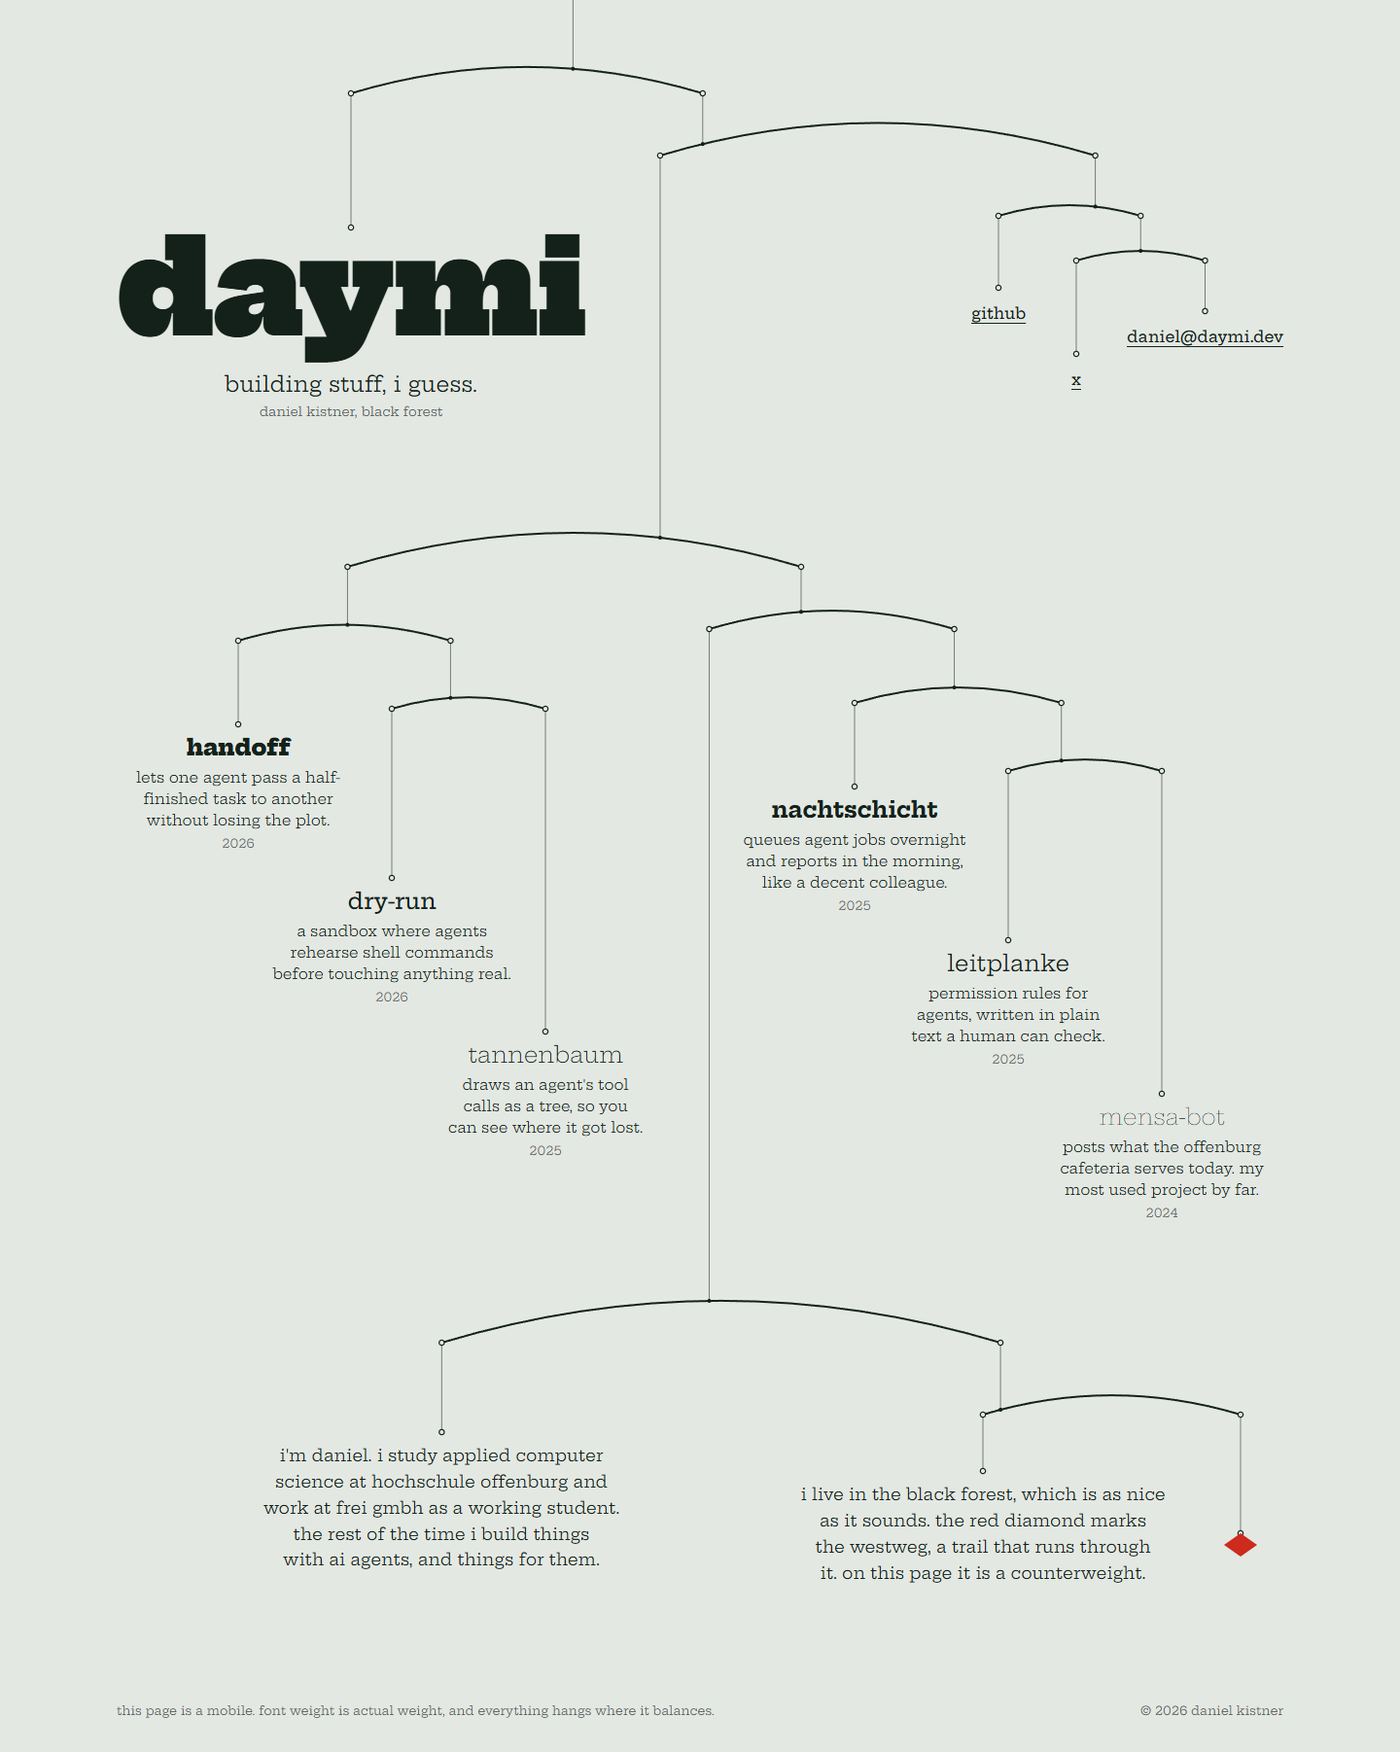 daymi
building stuff, i guess.
daniel kistner, black forest
github
daniel@daymi.dev
x
handoff
lets one agent pass a half-
finished task to another
without losing the plot.
2026
dry-run
a sandbox where agents
rehearse shell commands
before touching anything real.
2026
tannenbaum
draws an agent's tool
calls as a tree, so you
can see where it got lost.
2025
nachtschicht
queues agent jobs overnight
and reports in the morning,
like a decent colleague.
2025
leitplanke
permission rules for
agents, written in plain
text a human can check.
2025
mensa-bot
posts what the offenburg
cafeteria serves today. my
most used project by far.
2024
i'm daniel. i study applied computer
science at hochschule offenburg and
work at frei gmbh as a working student.
the rest of the time i build things
with ai agents, and things for them.
i live in the black forest, which is as nice
as it sounds. the red diamond marks
the westweg, a trail that runs through
it. on this page it is a counterweight.
this page is a mobile. font weight is actual weight, and everything hangs where it balances.
© 2026 daniel kistner